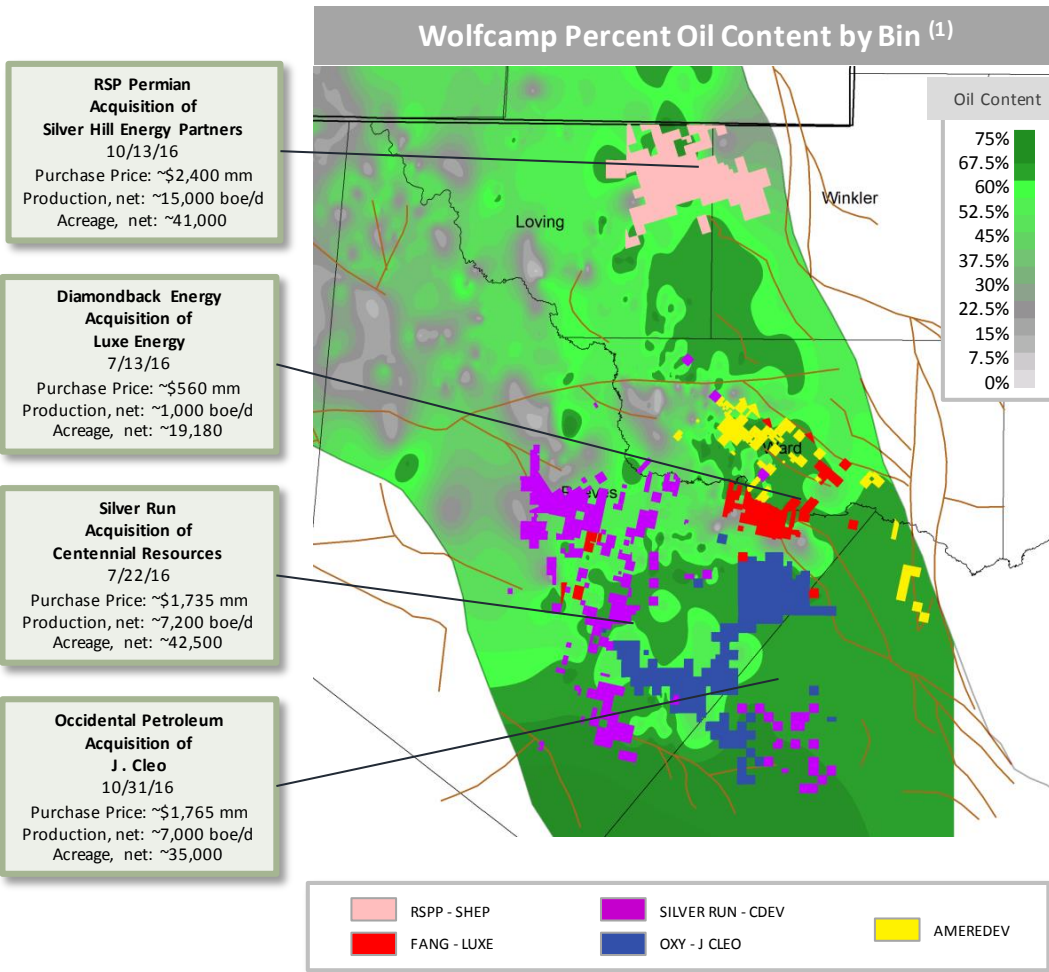 Wolfcamp Percent Oil Content by Bin (1)
RSP Permian
Acquisition of
Silver Hill Energy Partners
10/13/16
Purchase Price: ~$2,400 mm
Production, net: ~15,000 boe/d
Acreage, net: ~41,000
Diamondback Energy
Acquisition of
Luxe Energy
7/13/16
Purchase Price: ~$560 mm
Production, net: ~1,000 boe/d
Acreage, net: ~19,180
Silver Run
Acquisition of
Centennial Resources
7/22/16
Purchase Price: ~$1,735 mm
Production, net: ~7,200 boe/d
Acreage, net: ~42,500
Occidental Petroleum
Acquisition of
J. Cleo
10/31/16
Purchase Price: ~$1,765 mm
Production, net: ~7,000 boe/d
Acreage, net: ~35,000
Loving
Winkler
Ward
Reeves
Oil Content
75%
67.5%
60%
52.5%
45%
37.5%
30%
22.5%
15%
7.5%
0%
RSPP - SHEP
SILVER RUN - CDEV
AMEREDEV
FANG - LUXE
OXY - J CLEO